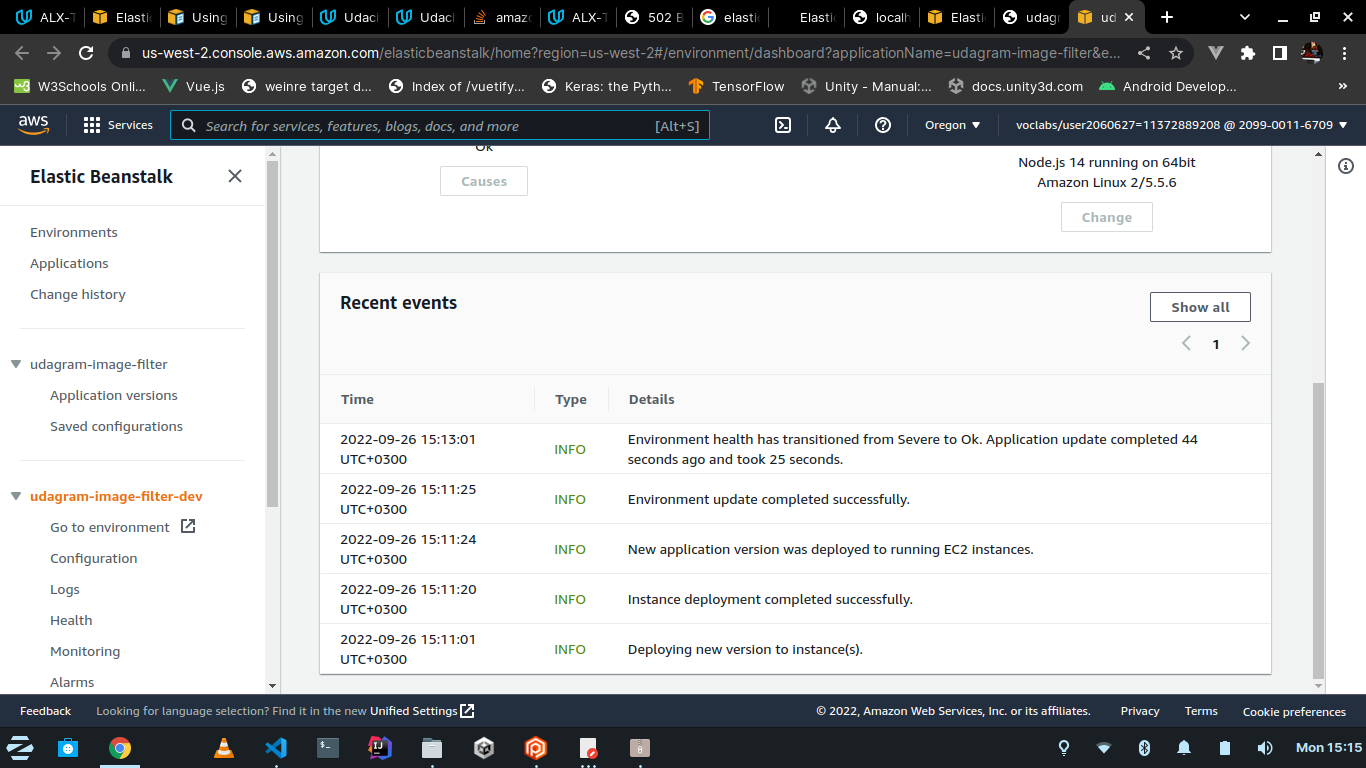 ALX-T
Elasti
Using
Using
Udaci
Udaci
amazo
ALX-T
502 B
elastic
Elastic
localh
Elastic
udagr
ud
us-west-2.console.aws.amazon.com/elasticbeanstalk/home?region=us-west-2#/environment/dashboard?applicationName=udagram-image-filter&e...
W3Schools Onli...
Vue.js
weinre target d...
Index of /vuetify...
Keras: the Pyth...
TensorFlow
Unity - Manual:...
docs.unity3d.com
Android Develop...
»
aws
Services
Search for services, features, blogs, docs, and more
[Alt+S]
Oregon
voclabs/user2060627=11372889208 @ 2099-0011-6709
Elastic Beanstalk
Environments
Applications
Change history
udagram-image-filter
Application versions
Saved configurations
udagram-image-filter-dev
Go to environment
Configuration
Logs
Health
Monitoring
Alarms
Ok
Causes
Node.js 14 running on 64bit
Amazon Linux 2/5.5.6
Change
Recent events
Show all
1
Time
Type
Details
2022-09-26 15:13:01
UTC+0300
INFO
Environment health has transitioned from Severe to Ok. Application update completed 44
seconds ago and took 25 seconds.
2022-09-26 15:11:25
UTC+0300
INFO
Environment update completed successfully.
2022-09-26 15:11:24
UTC+0300
INFO
New application version was deployed to running EC2 instances.
2022-09-26 15:11:20
UTC+0300
INFO
Instance deployment completed successfully.
2022-09-26 15:11:01
UTC+0300
INFO
Deploying new version to instance(s).
Feedback
Looking for language selection? Find it in the new Unified Settings
© 2022, Amazon Web Services, Inc. or its affiliates.
Privacy
Terms
Cookie preferences
Mon 15:15